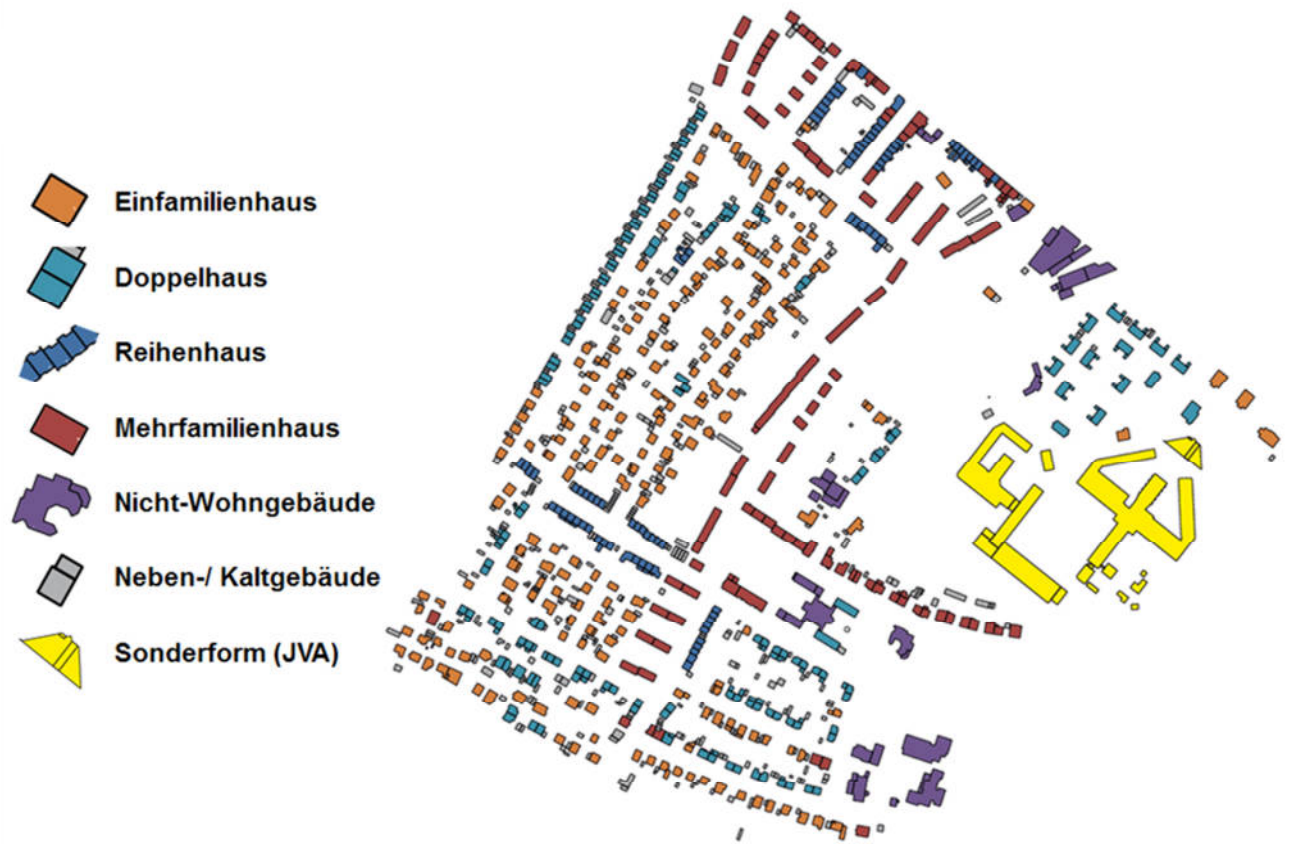 Einfamilienhaus
Doppelhaus
Reihenhaus
Mehrfamilienhaus
Nicht-Wohngebäude
Neben-/ Kaltgebäude
Sonderform (JVA)